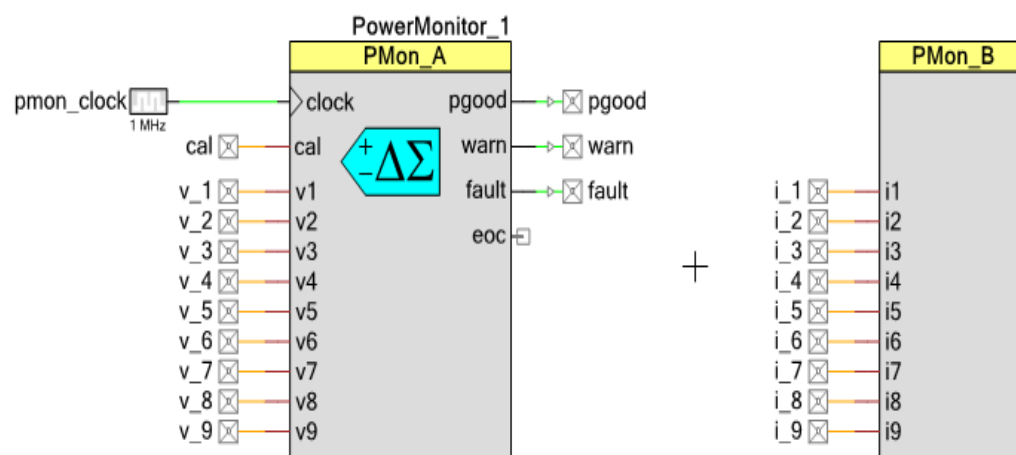 PowerMonitor_1
PMon_A
PMon_B
pmon_clock
1 MHz
clock
pgood
pgood
cal
cal
+
−
ΔΣ
warn
warn
v_1
v1
fault
fault
i_1
i1
v_2
v2
eoc
i_2
i2
v_3
v3
i_3
i3
v_4
v4
i_4
i4
v_5
v5
i_5
i5
v_6
v6
i_6
i6
v_7
v7
i_7
i7
v_8
v8
i_8
i8
v_9
v9
i_9
i9